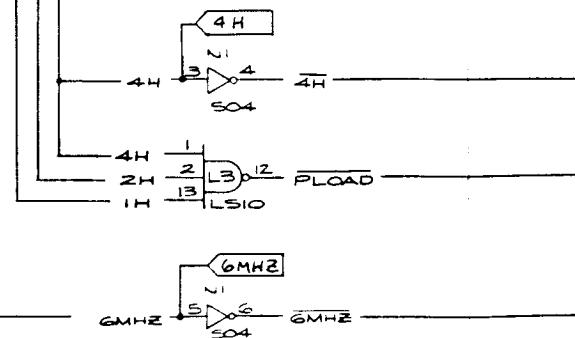 4H
N1
4H 3 4 4H
S04
4H 1
2H 2 L3 12 PLOAD
1H 13 LS10
6MHZ
N1
6MHZ 5 6 6MHZ
S04